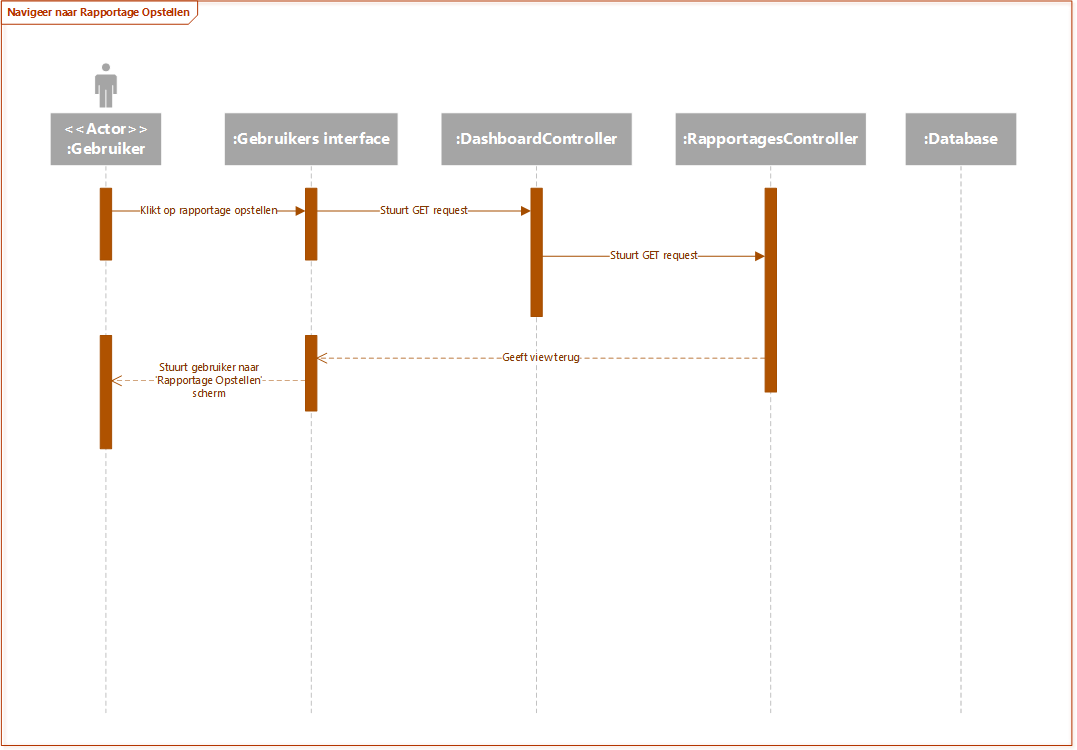 Navigeer naar Rapportage Opstellen
<<Actor>>
:Gebruiker
:Gebruikers interface
:DashboardController
:RapportagesController
:Database
Klikt op rapportage opstellen
Stuurt GET request
Stuurt GET request
Geeft view terug
Stuurt gebruiker naar
'Rapportage Opstellen'
scherm